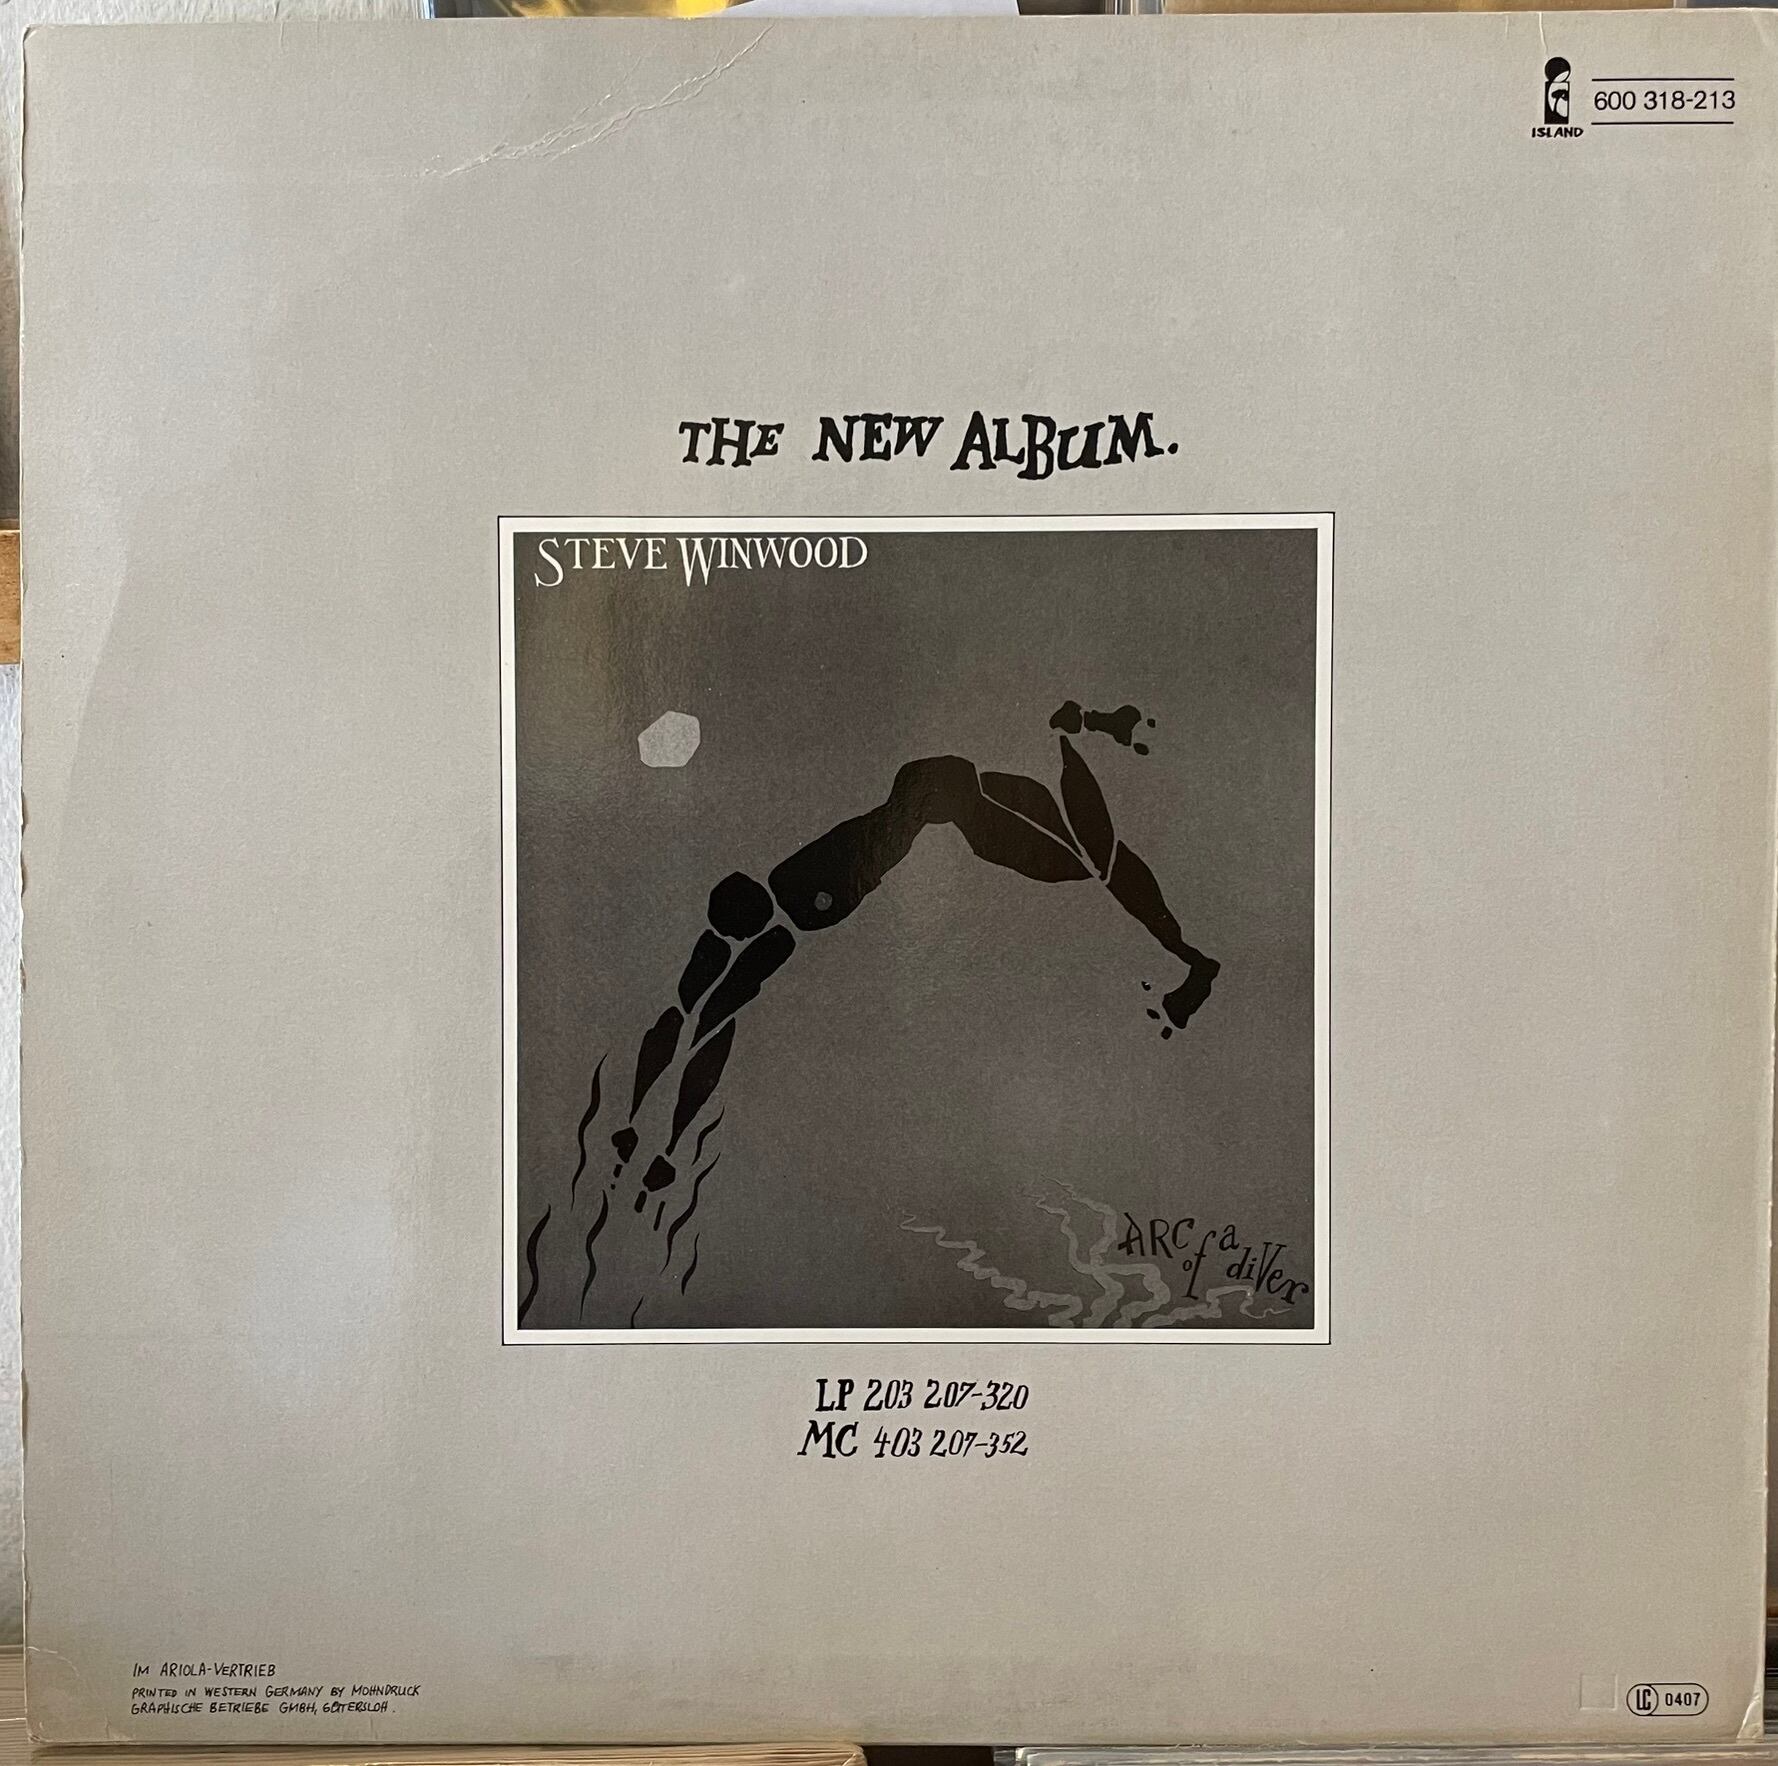 ISLAND
600 318-213
THE NEW ALBUM.
STEVE WINWOOD
ARC
of a
diVer
LP 203 207-320
MC 403 207-352
IM ARIOLA-VERTRIEB
PRINTED IN WESTERN GERMANY BY MOHNDRUCK
GRAPHISCHE BETRIEBE GMBH, GÜTERSLOH.
LC 0407